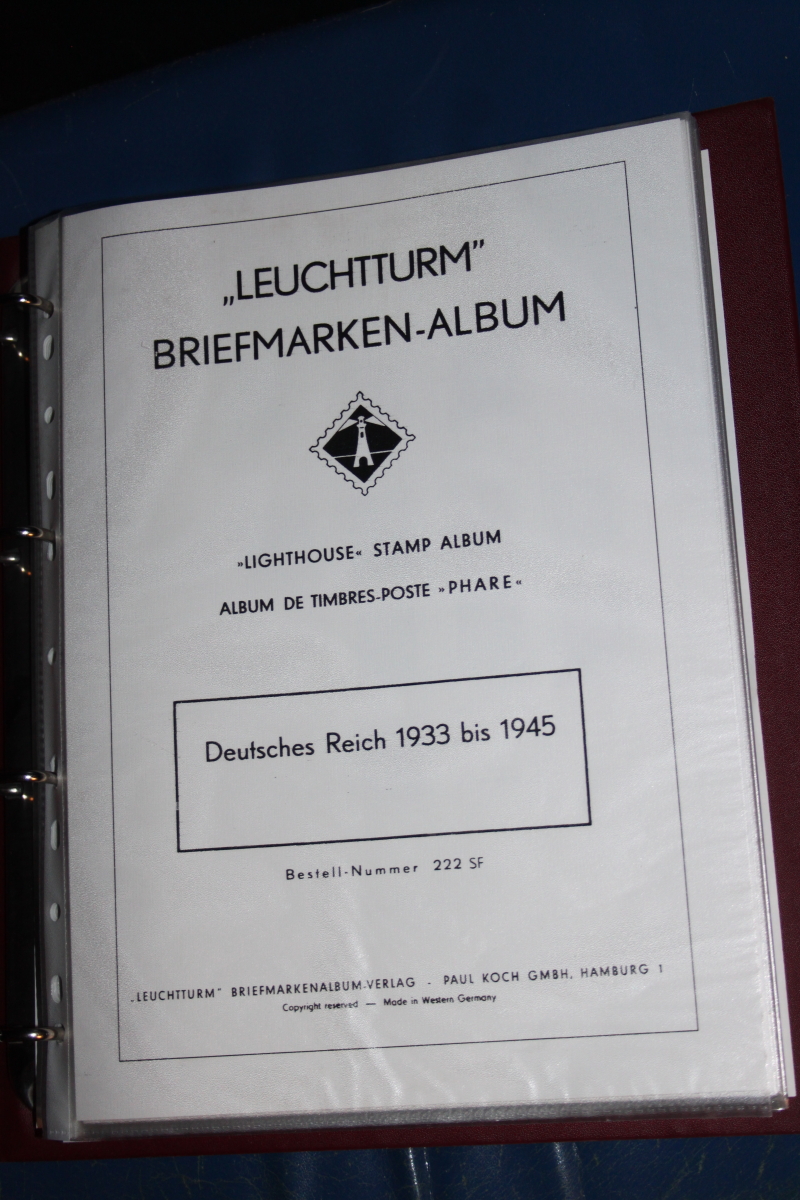 „LEUCHTTURM”
BRIEFMARKEN-ALBUM
»LIGHTHOUSE« STAMP ALBUM
ALBUM DE TIMBRES-POSTE »PHARE«
Deutsches Reich 1933 bis 1945
Bestell-Nummer 222 SF
„LEUCHTTURM” BRIEFMARKENALBUM-VERLAG - PAUL KOCH GMBH, HAMBURG 1
Copyright reserved — Made in Western Germany